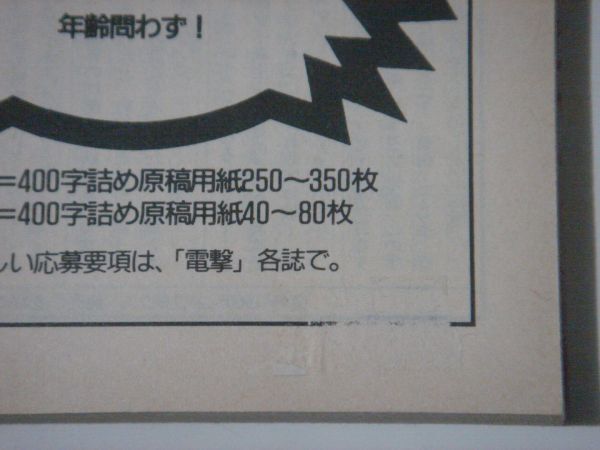 年齢問わず!
=400字詰め原稿用紙250〜350枚
=400字詰め原稿用紙40〜80枚
しい応募要項は、「電撃」各誌で。